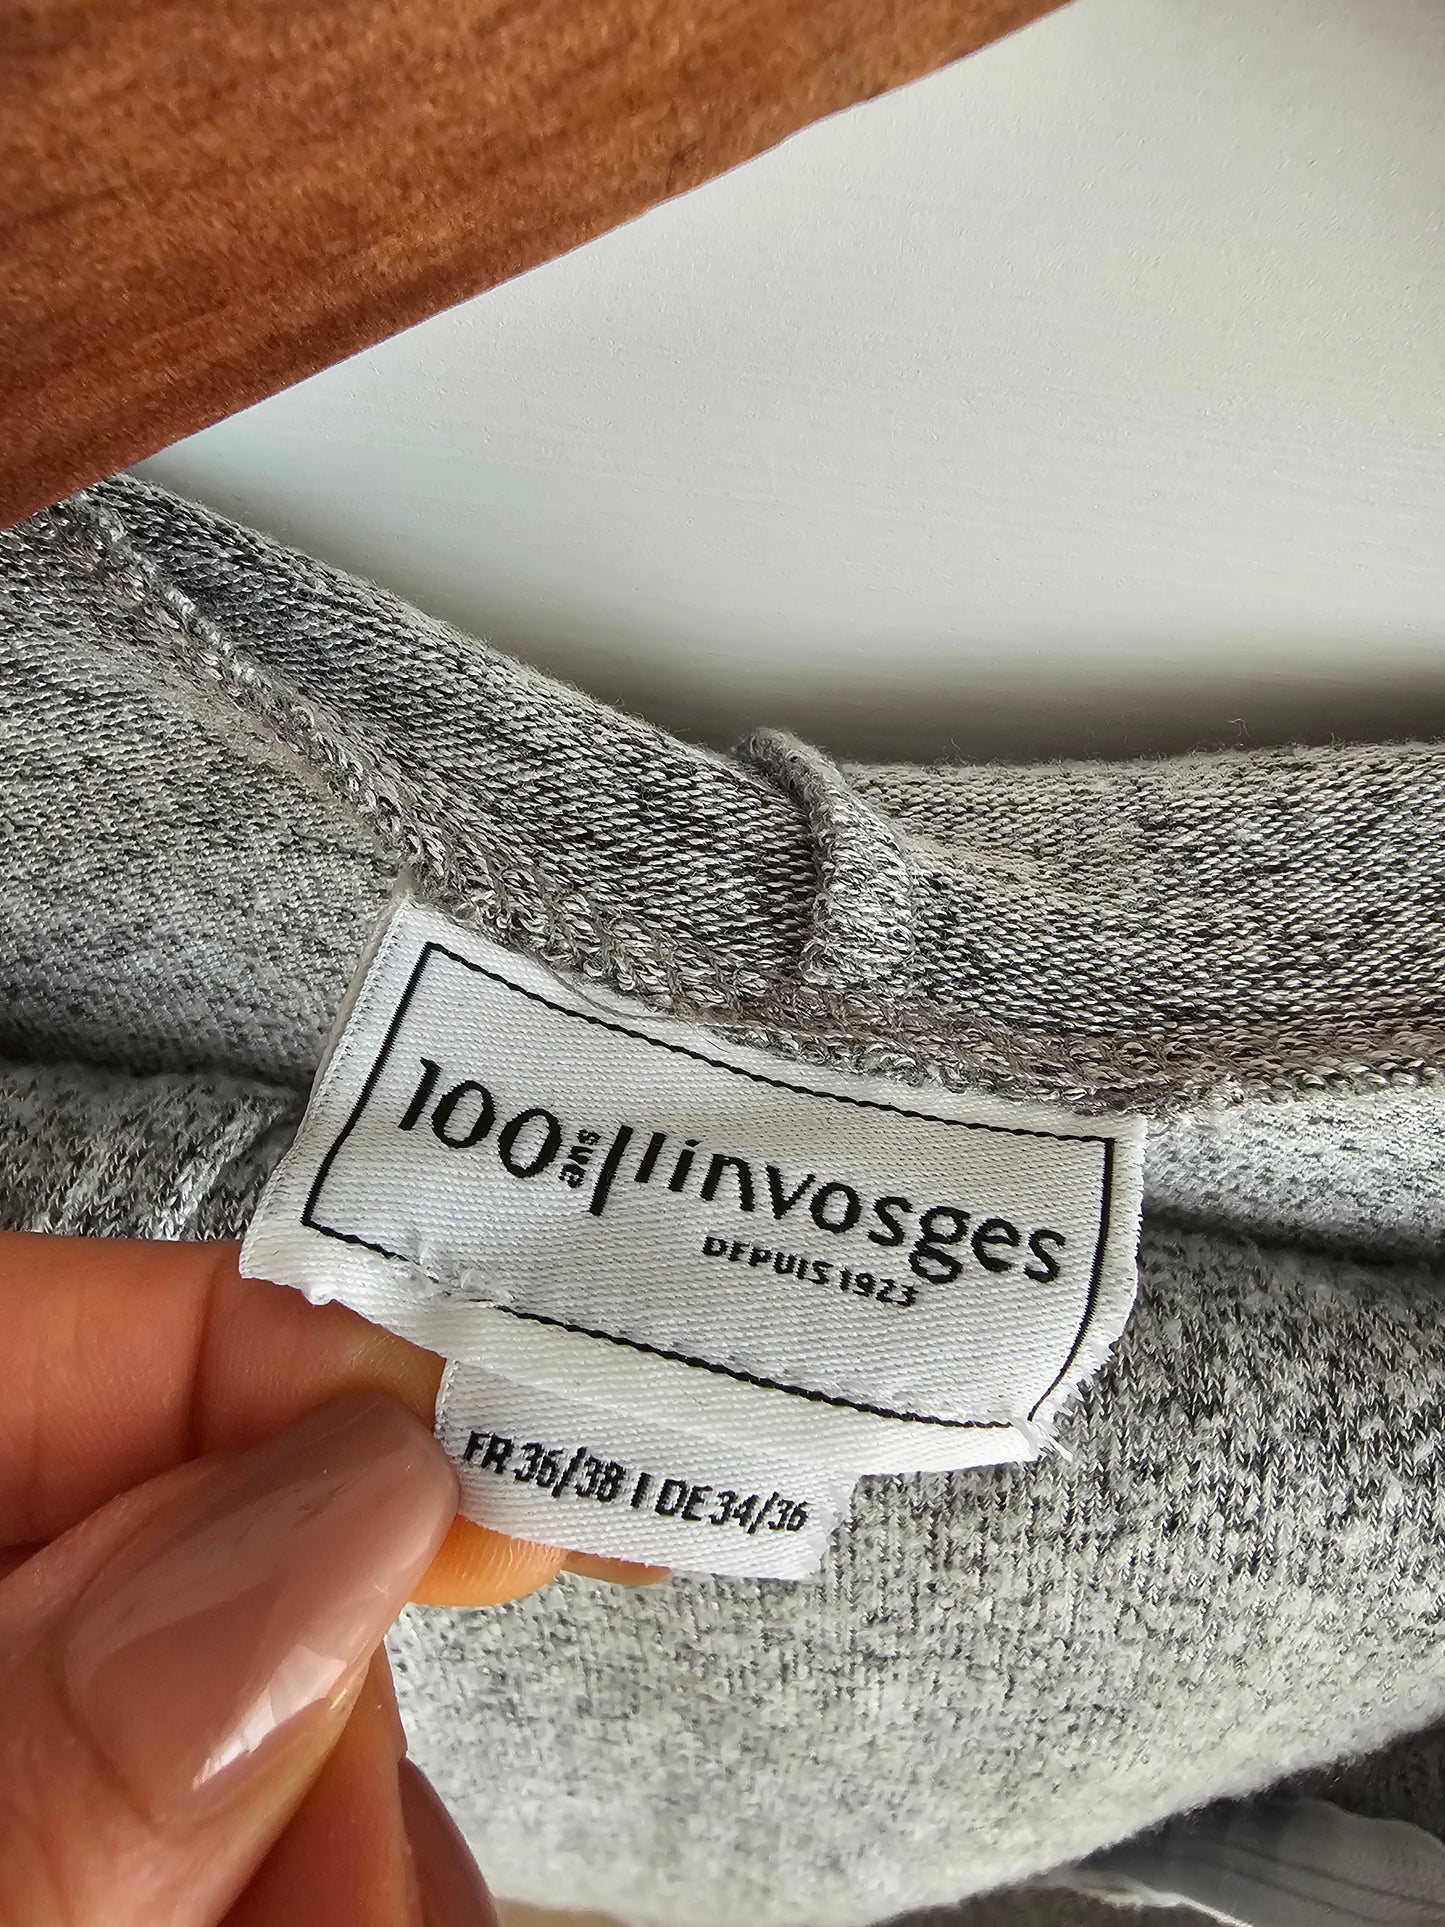 100 ans | linvosges
DEPUIS 1923
FR 36/38 I DE 34/36